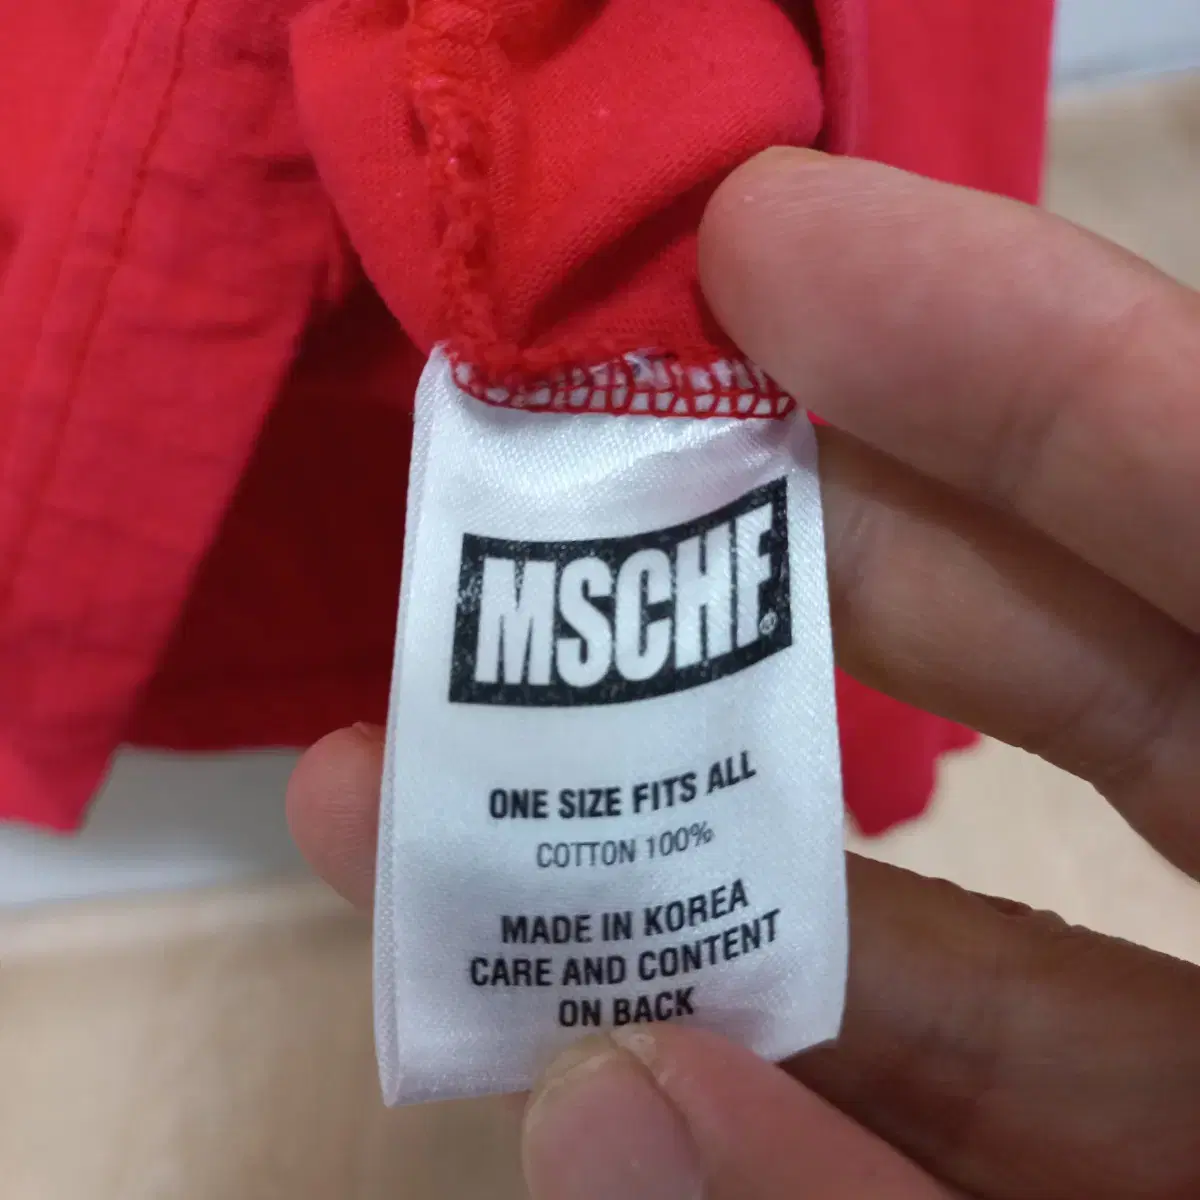 MSCHF®
ONE SIZE FITS ALL
COTTON 100%
MADE IN KOREA
CARE AND CONTENT
ON BACK